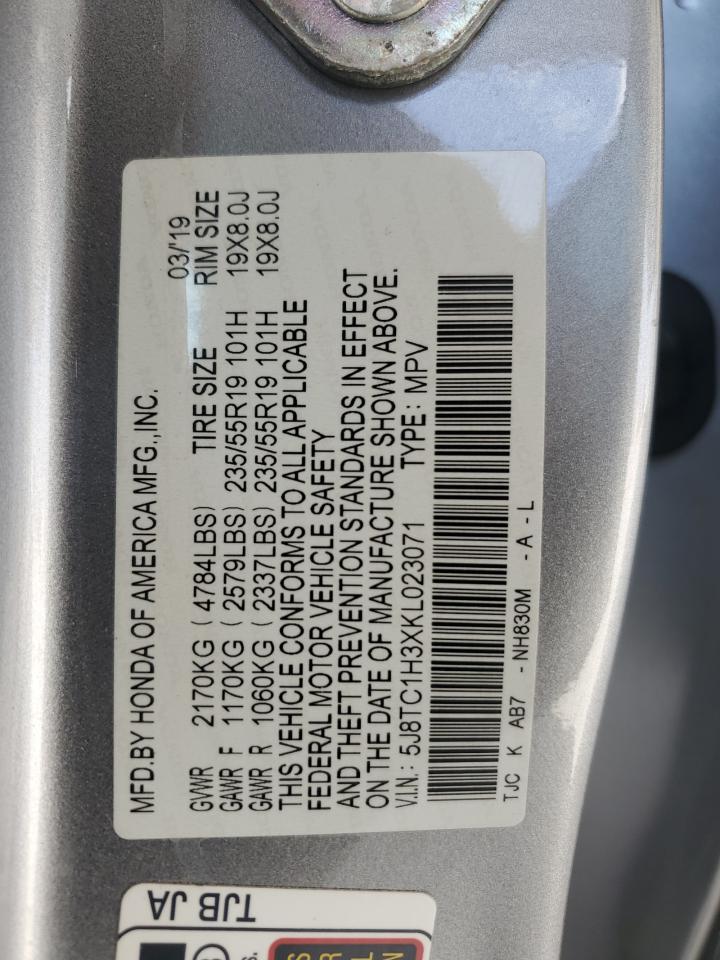 MFD.BY HONDA OF AMERICA MFG.,INC.
03/'19
TIRE SIZE RIM SIZE
GVWR 2170KG ( 4784LBS)
GAWR F 1170KG ( 2579LBS) 235/55R19 101H 19X8.0J
GAWR R 1060KG ( 2337LBS) 235/55R19 101H 19X8.0J
THIS VEHICLE CONFORMS TO ALL APPLICABLE
FEDERAL MOTOR VEHICLE SAFETY
AND THEFT PREVENTION STANDARDS IN EFFECT
ON THE DATE OF MANUFACTURE SHOWN ABOVE.
V.I.N.: 5J8TC1H3XKL023071 TYPE: MPV
TJC K AB7 - NH830M - A - L
TJB JA